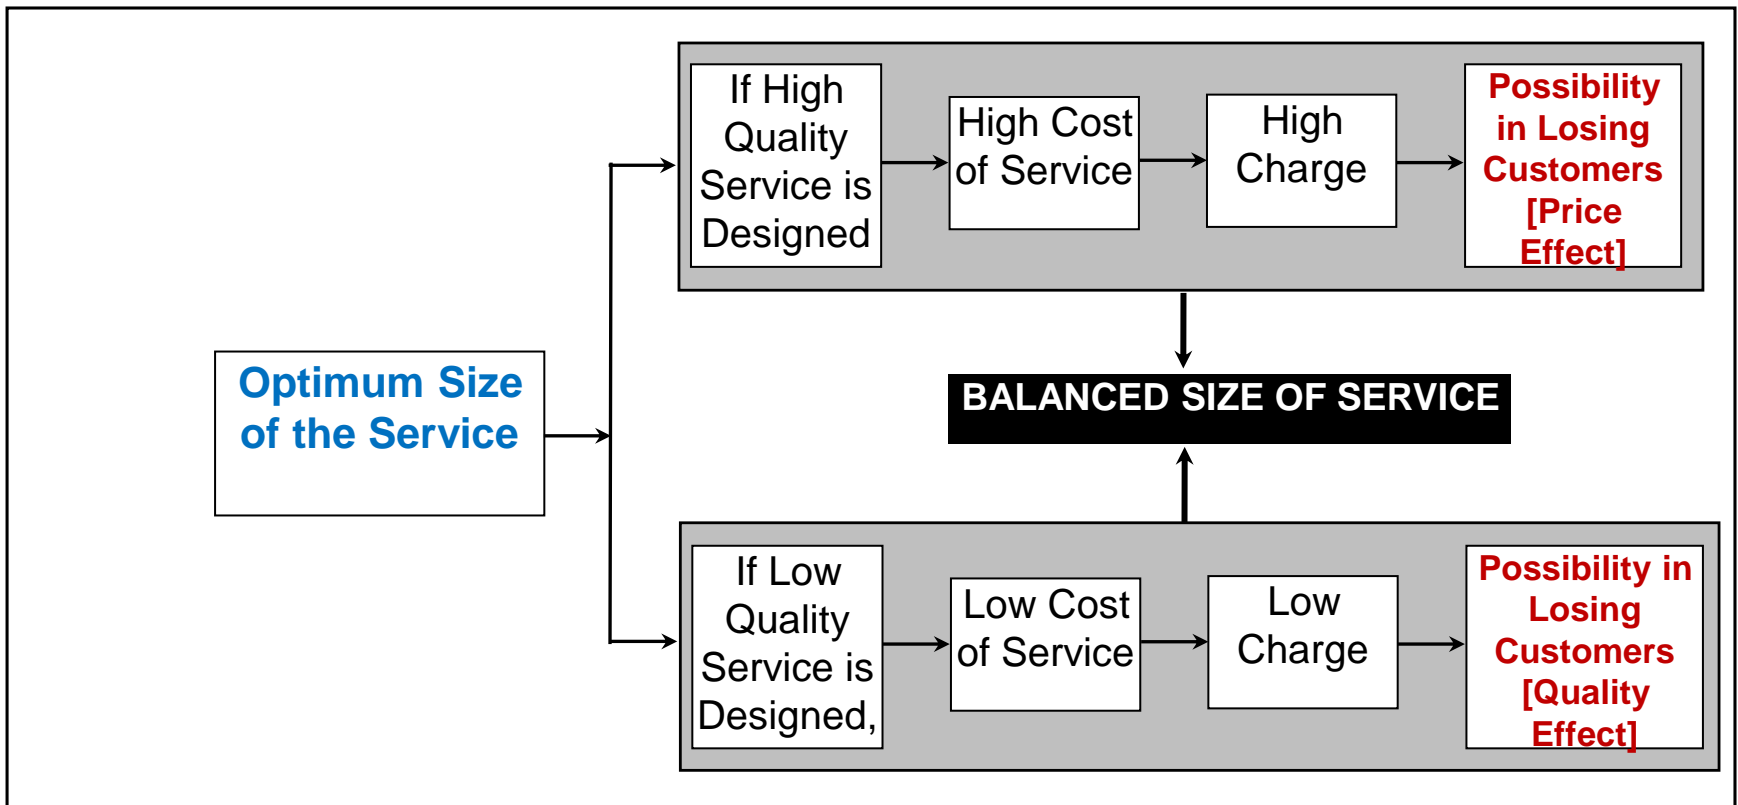 If High
Quality
Service is
Designed
High Cost
of Service
High
Charge
Possibility
in Losing
Customers
[Price
Effect]
Optimum Size
of the Service
BALANCED SIZE OF SERVICE
If Low
Quality
Service is
Designed,
Low Cost
of Service
Low
Charge
Possibility in
Losing
Customers
[Quality
Effect]